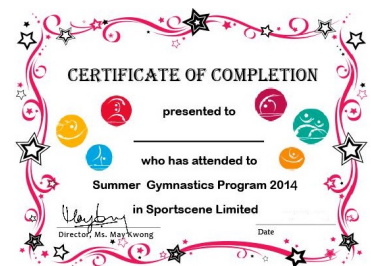 CERTIFICATE OF COMPLETION
presented to
who has attended to
Summer Gymnastics Program 2014
in Sportscene Limited
Director, Ms. May Kwong
Date